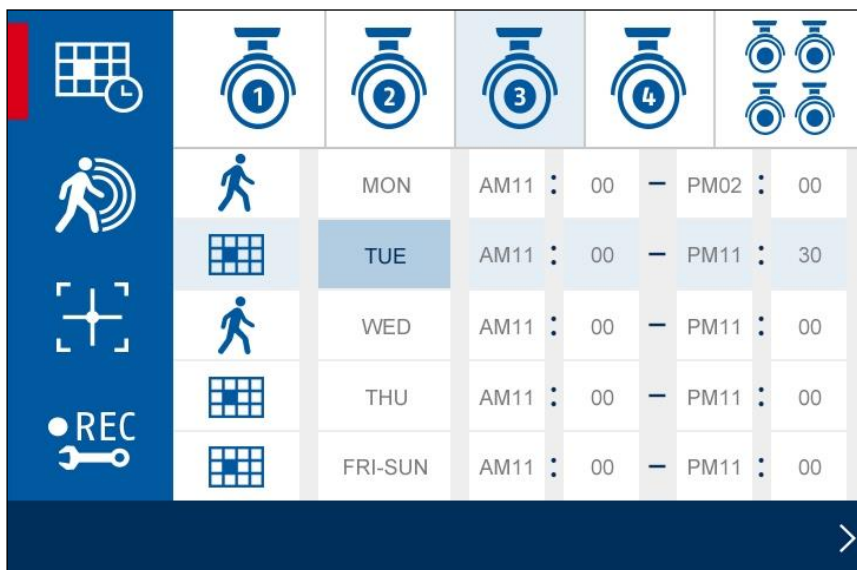 1 2 3 4
MON AM11 : 00 – PM02 : 00
TUE AM11 : 00 – PM11 : 30
WED AM11 : 00 – PM11 : 00
THU AM11 : 00 – PM11 : 00
REC
FRI-SUN AM11 : 00 – PM11 : 00